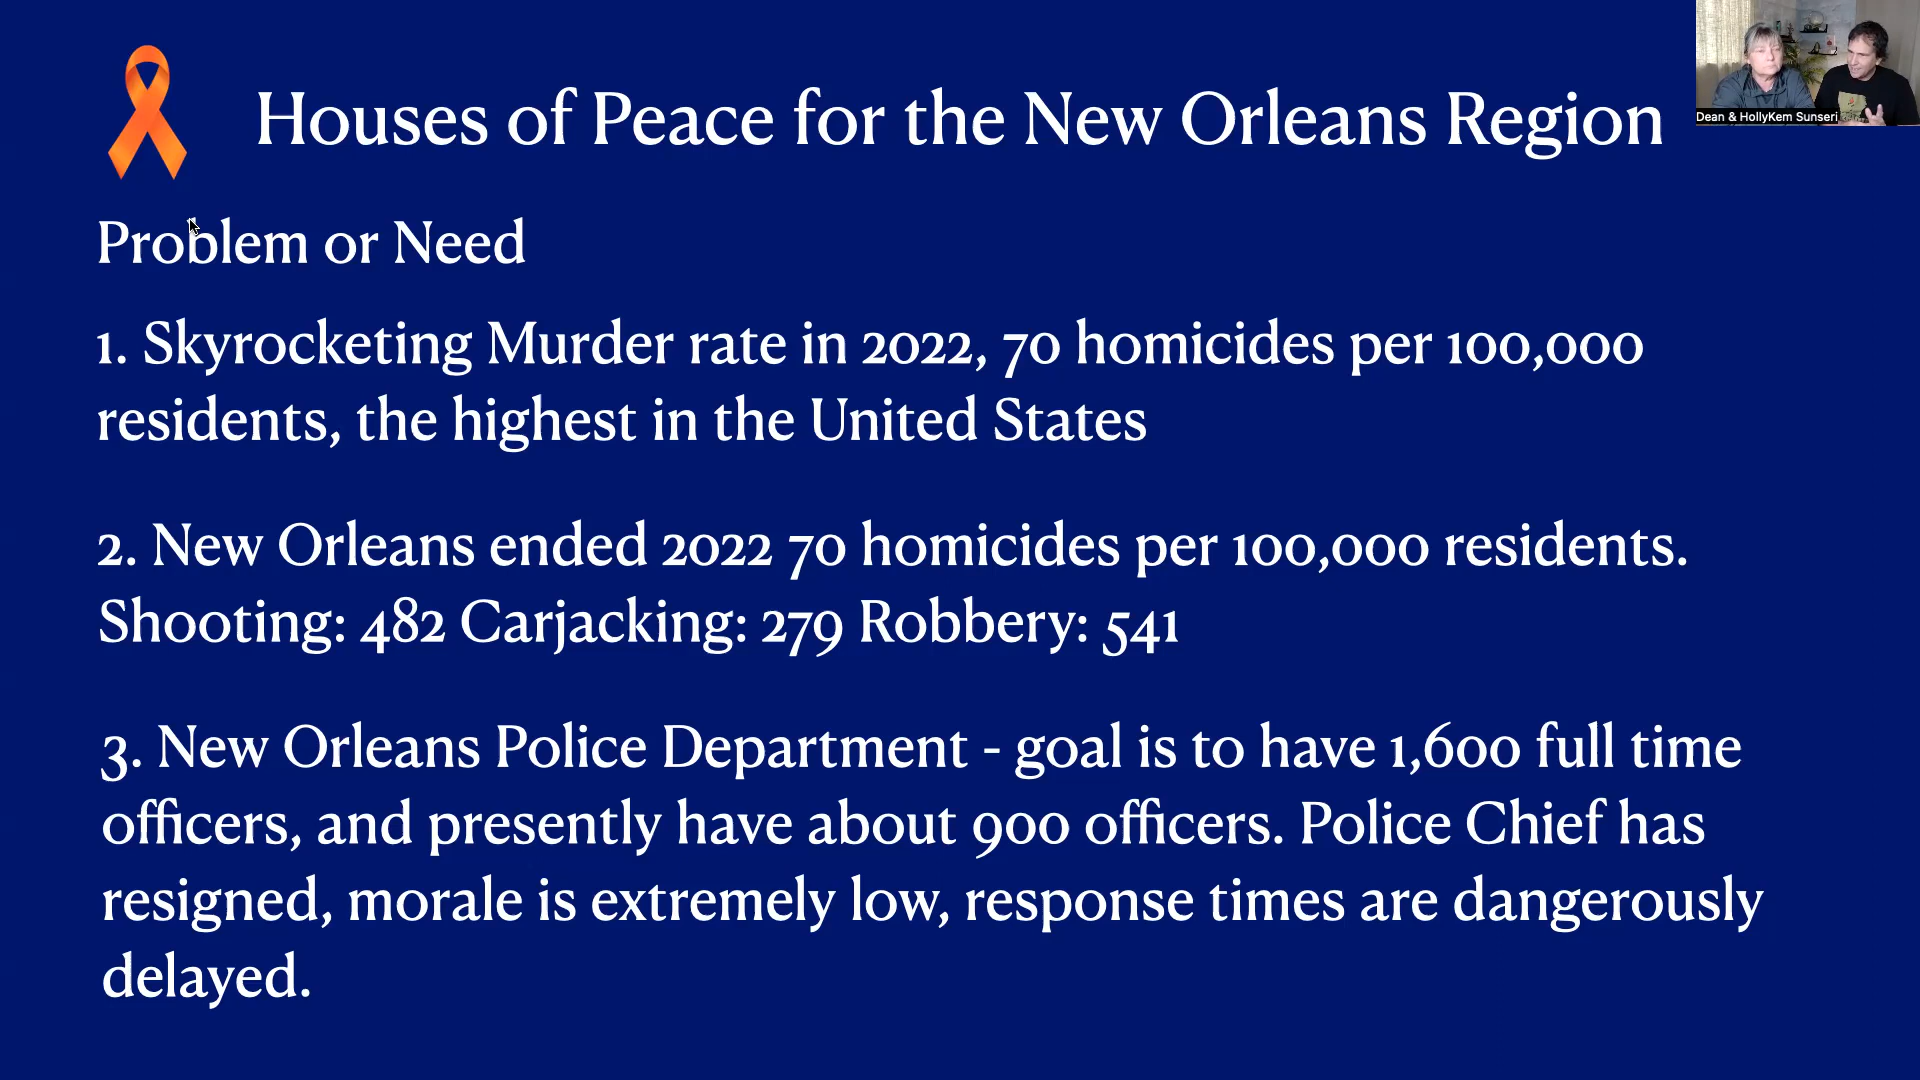 Houses of Peace for the New Orleans Region
Dean & HollyKem Sunseri
Problem or Need
1. Skyrocketing Murder rate in 2022, 70 homicides per 100,000
residents, the highest in the United States
2. New Orleans ended 2022 70 homicides per 100,000 residents.
Shooting: 482 Carjacking: 279 Robbery: 541
3. New Orleans Police Department - goal is to have 1,600 full time
officers, and presently have about 900 officers. Police Chief has
resigned, morale is extremely low, response times are dangerously
delayed.